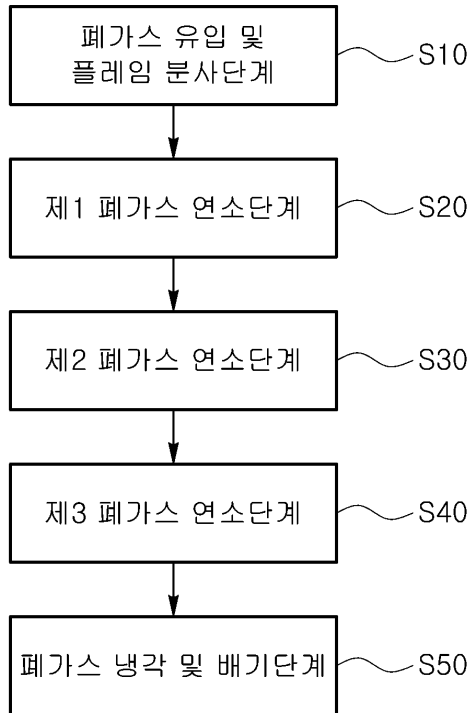 폐가스 유입 및
플레임 분사단계
S10
제1 폐가스 연소단계
S20
제2 폐가스 연소단계
S30
제3 폐가스 연소단계
S40
폐가스 냉각 및 배기단계
S50